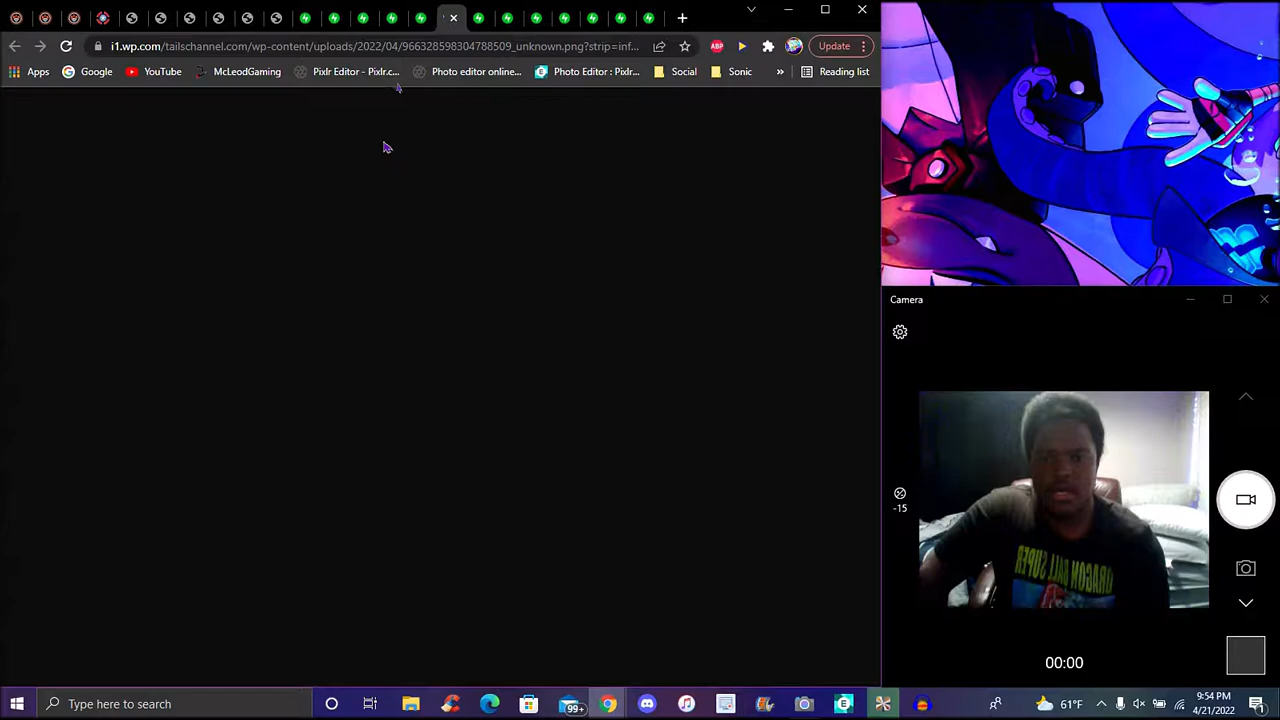 i1.wp.com/tailschannel.com/wp-content/uploads/2022/04/966328598304788509_unknown.png?strip=inf...
ABP
Update
Apps
Google
YouTube
McLeodGaming
Pixlr Editor - Pixlr.c...
Photo editor online...
Photo Editor : Pixlr...
Social
Sonic
»
Reading list
Camera
-15
DRAGON BALL SUPER
00:00
Type here to search
99+
61°F
9:54 PM
4/21/2022
1